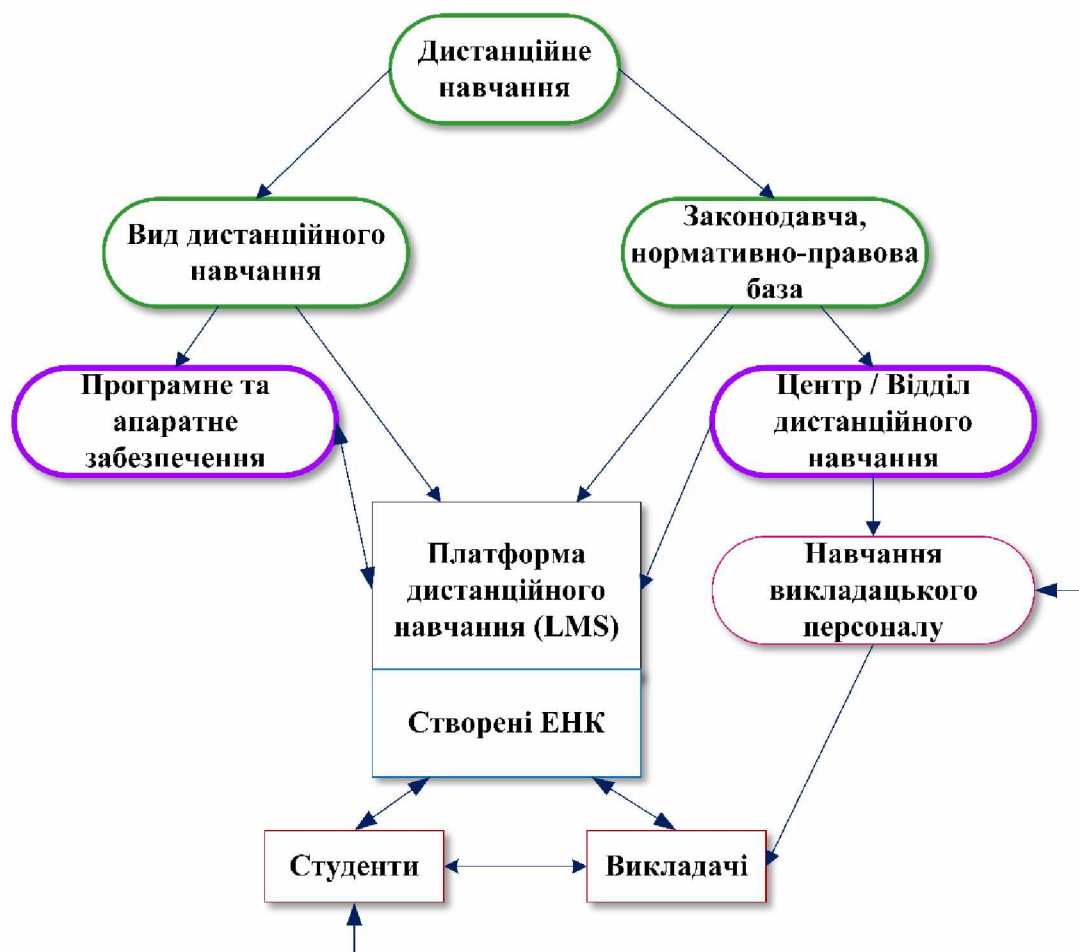 Дистанційне
навчання
Вид дистанційного
навчання
Законодавча,
нормативно-правова
база
Програмне та
апаратне
забезпечення
Центр / Відділ
дистанційного
навчання
Платформа
дистанційного
навчання (LMS)
Навчання
викладацького
персоналу
Створені ЕНК
Студенти
Викладачі